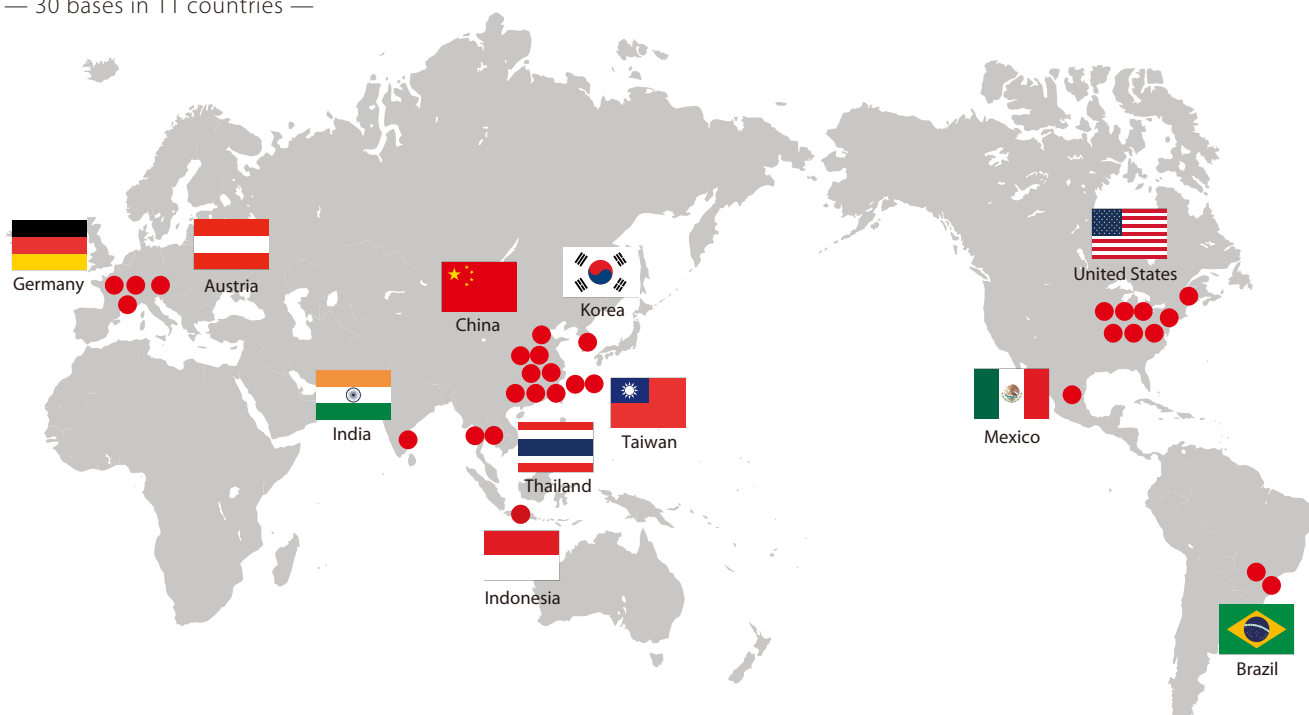 — 30 bases in 11 countries —
Germany
Austria
China
Korea
United States
India
Taiwan
Mexico
Thailand
Indonesia
Brazil